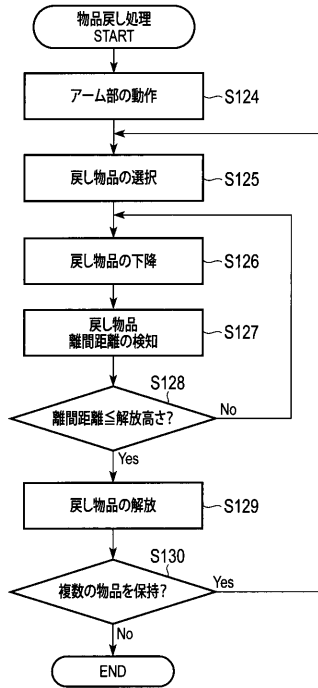 物品戻し処理
START
アーム部の動作
S124
戻し物品の選択
S125
戻し物品の下降
S126
戻し物品
離間距離の検知
S127
S128
離間距離≦解放高さ?
No
Yes
戻し物品の解放
S129
S130
複数の物品を保持?
Yes
No
END